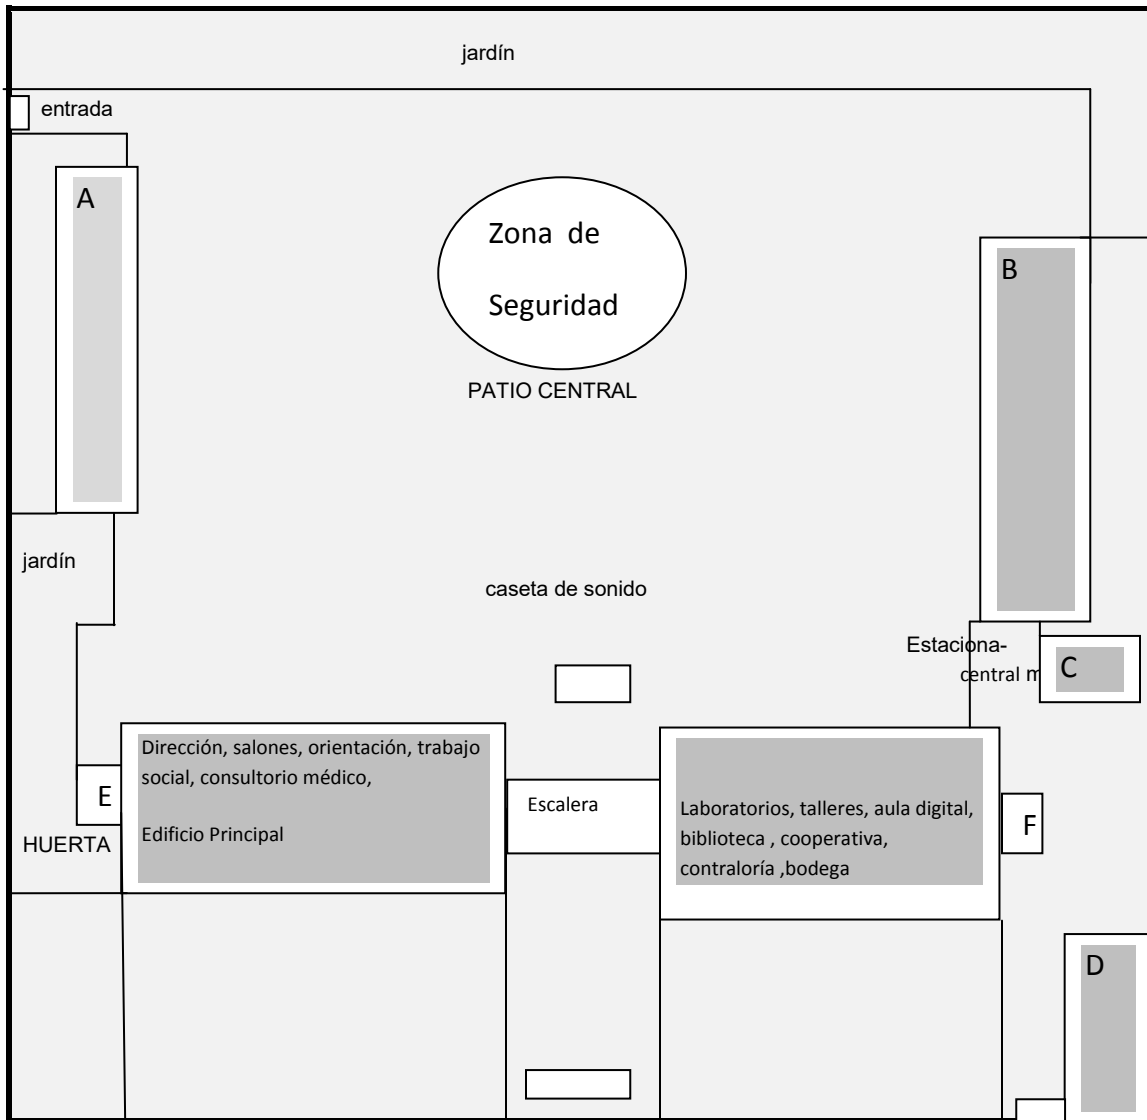 jardín
entrada
A
Zona de
Seguridad
B
PATIO CENTRAL
jardín
caseta de sonido
Estaciona-
central
C
Dirección, salones, orientación, trabajo
social, consultorio médico,
Edificio Principal
E
HUERTA
Escalera
Laboratorios, talleres, aula digital,
biblioteca , cooperativa,
contraloría ,bodega
F
D